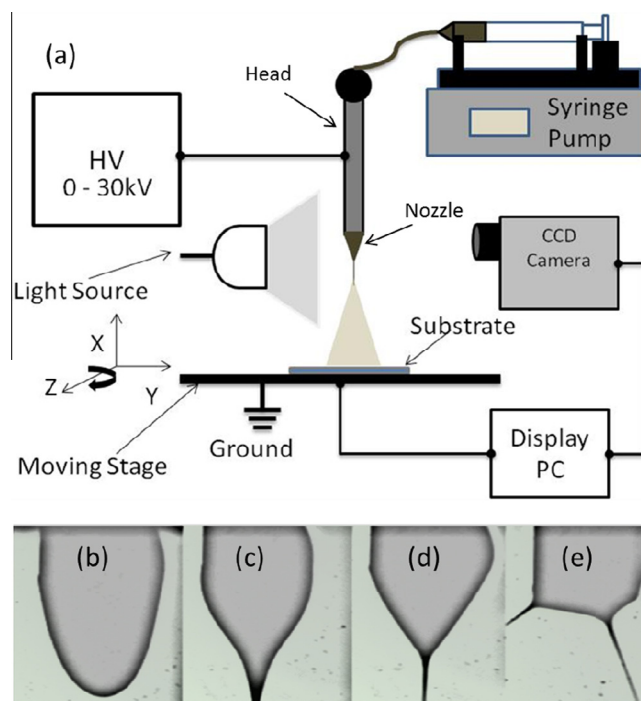 (a)
Head
Syringe
Pump
HV
0 - 30kV
Nozzle
CCD
Camera
Light Source
Substrate
X
Z
Y
Ground
Moving Stage
Display
PC
(b)
(c)
(d)
(e)